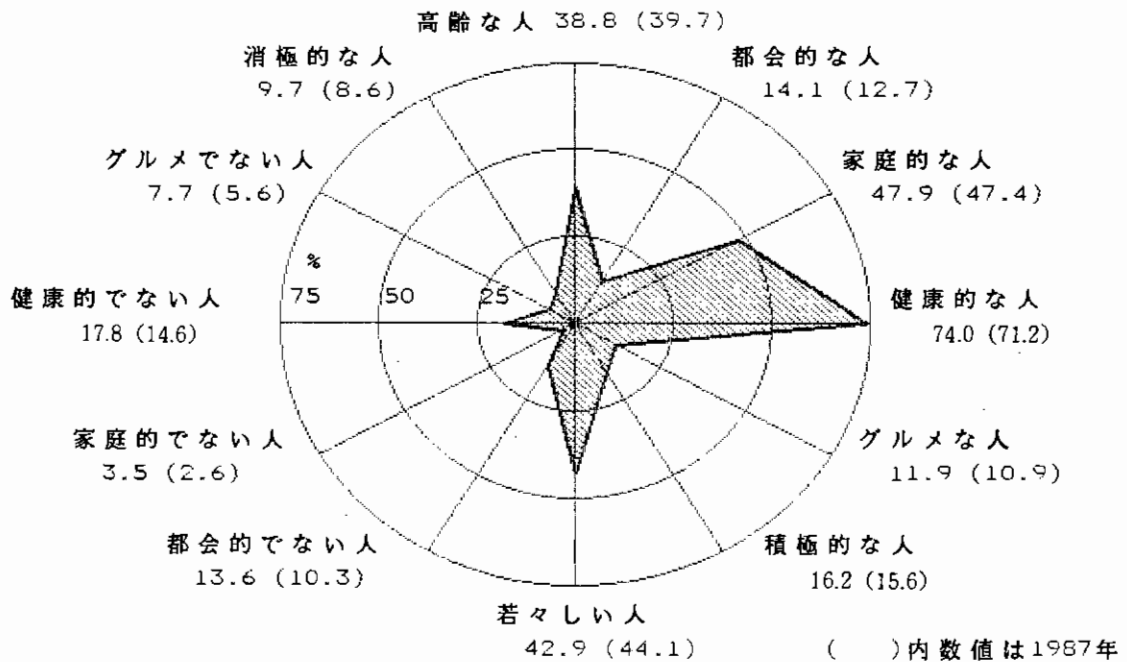 高齢な人 38.8 (39.7)
消極的な人
9.7 (8.6)
都会的な人
14.1 (12.7)
グルメでない人
7.7 (5.6)
家庭的な人
47.9 (47.4)
%
75 50 25
健康的でない人
17.8 (14.6)
健康的な人
74.0 (71.2)
家庭的でない人
3.5 (2.6)
グルメな人
11.9 (10.9)
都会的でない人
13.6 (10.3)
積極的な人
16.2 (15.6)
若々しい人
42.9 (44.1)
( )内数値は1987年